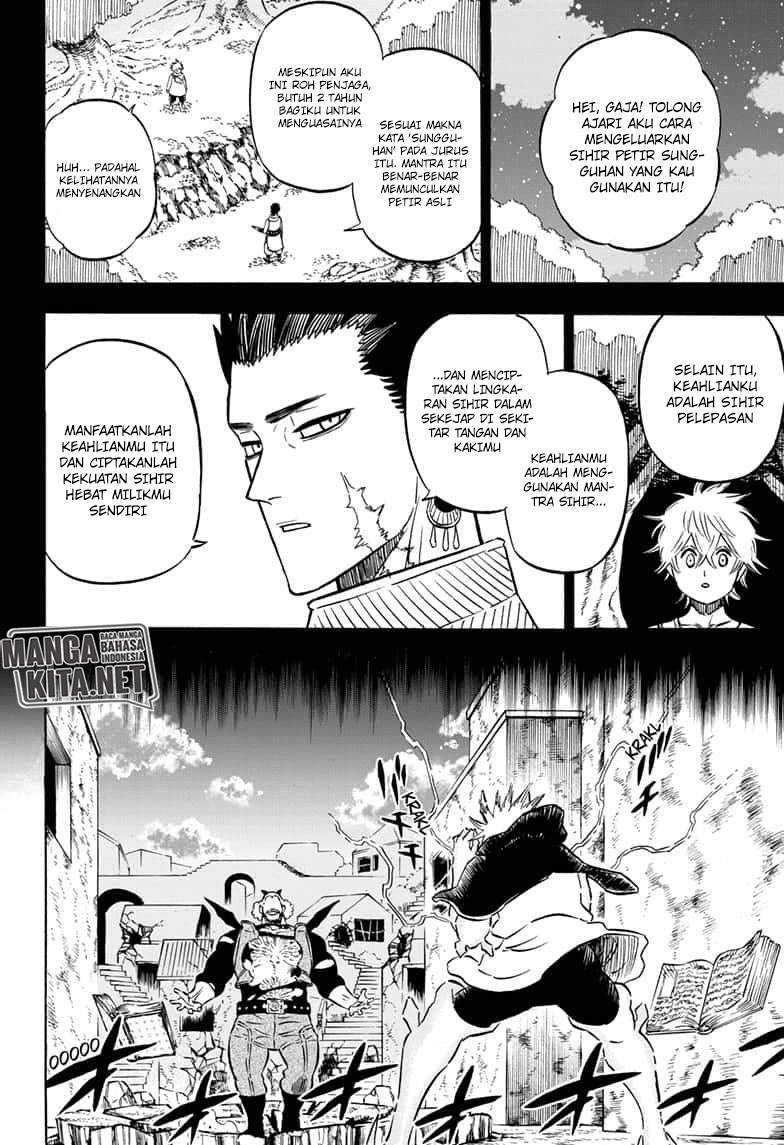 HEI, GAJA! TOLONG
AJARI AKU CARA
MENGELUARKAN
SIHIR PETIR SUNG-
GUHAN YANG KAU
GUNAKAN ITU!
SESUAI MAKNA
KATA 'SUNGGU-
HAN' PADA JURUS
ITU. MANTRA ITU
BENAR-BENAR
MEMUNCULKAN
PETIR ASLI
MESKIPUN AKU
INI ROH PENJAGA,
BUTUH 2 TAHUN
BAGIKU UNTUK
MENGUASAINYA
HUH... PADAHAL
KELIHATANNYA
MENYENANGKAN
SELAIN ITU,
KEAHLIANKU
ADALAH SIHIR
PELEPASAN
KEAHLIANMU
ADALAH MENG-
GUNAKAN MAN-
TRA SIHIR...
...DAN MENCIP-
TAKAN LINGKA-
RAN SIHIR DALAM
SEKEJAP DI SEKI-
TAR TANGAN DAN
KAKIMU
MANFAATKANLAH
KEAHLIANMU ITU
DAN CIPTAKANLAH
KEKUATAN SIHIR
HEBAT MILIKMU
SENDIRI
MANGA
BACA MANGA
BAHASA
INDONESIA
KITA.NET
KRAKL
KRAKL
OOOOO